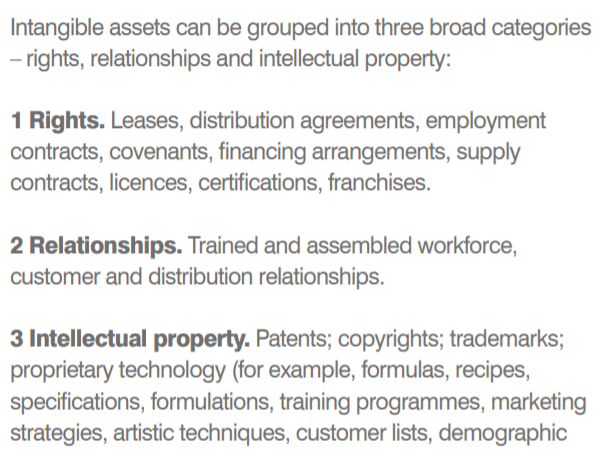 Intangible assets can be grouped into three broad categories
– rights, relationships and intellectual property:
1 Rights. Leases, distribution agreements, employment
contracts, covenants, financing arrangements, supply
contracts, licences, certifications, franchises.
2 Relationships. Trained and assembled workforce,
customer and distribution relationships.
3 Intellectual property. Patents; copyrights; trademarks;
proprietary technology (for example, formulas, recipes,
specifications, formulations, training programmes, marketing
strategies, artistic techniques, customer lists, demographic